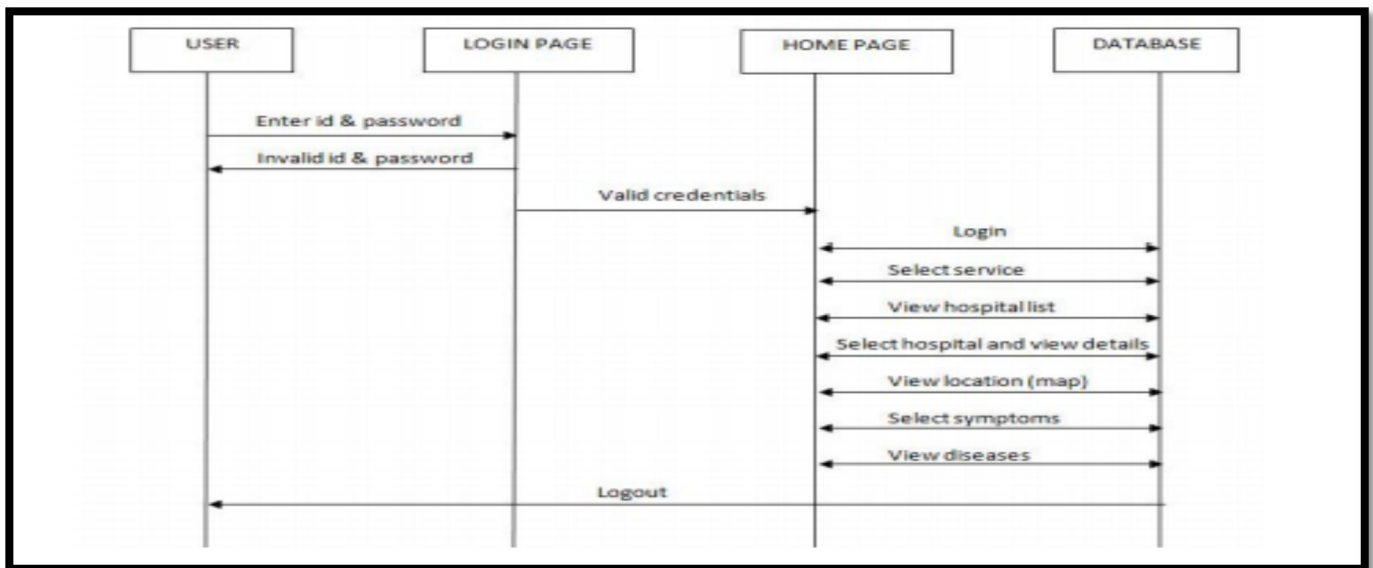 USER
LOGIN PAGE
HOME PAGE
DATABASE
Enter id & password
Invalid id & password
Valid credentials
Login
Select service
View hospital list
Select hospital and view details
View location (map)
Select symptoms
View diseases
Logout